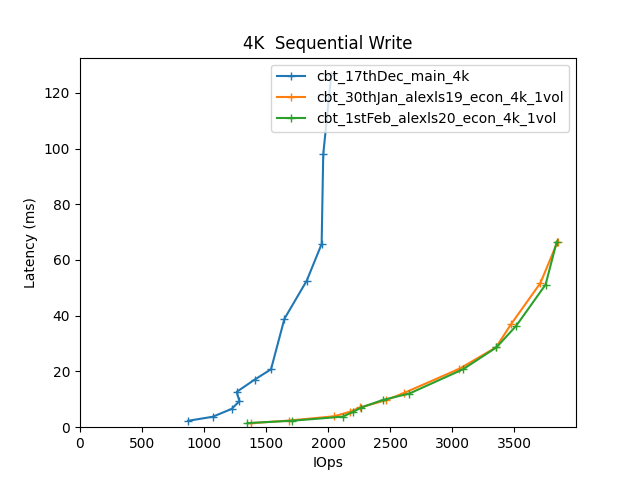 4K  Sequential Write
cbt_17thDec_main_4k
cbt_30thJan_alexls19_econ_4k_1vol
cbt_1stFeb_alexls20_econ_4k_1vol
Latency (ms)
120
100
80
60
40
20
0
0 500 1000 1500 2000 2500 3000 3500
IOps